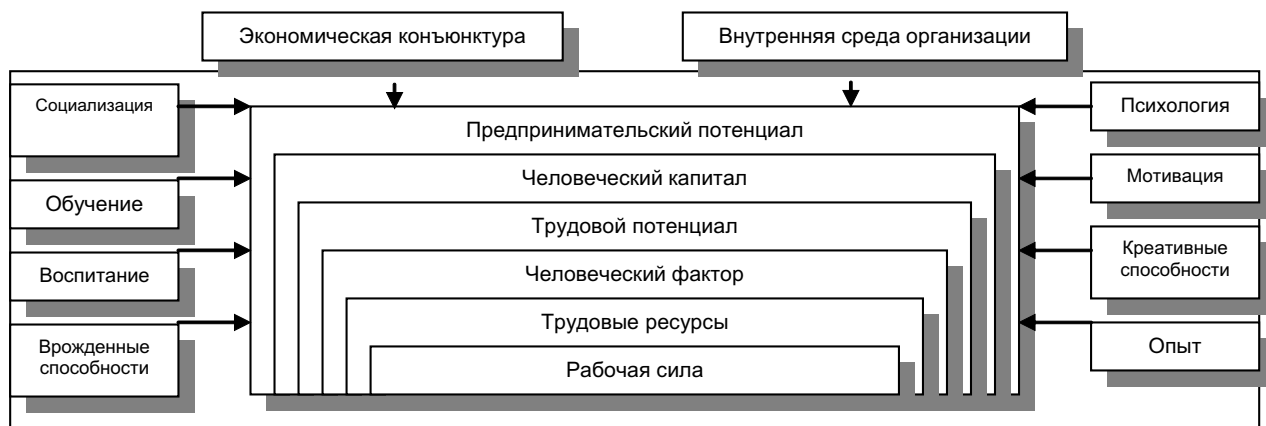 Экономическая конъюнктура
Внутренняя среда организации
Социализация
Обучение
Воспитание
Врожденные
способности
Предпринимательский потенциал
Человеческий капитал
Трудовой потенциал
Человеческий фактор
Трудовые ресурсы
Рабочая сила
Психология
Мотивация
Креативные
способности
Опыт